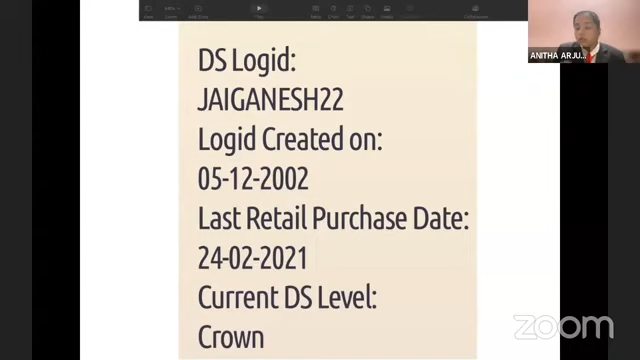 DS Logid:
JAIGANESH22
Logid Created on:
05-12-2002
Last Retail Purchase Date:
24-02-2021
Current DS Level:
Crown
ANITHA ARJU...
zoom